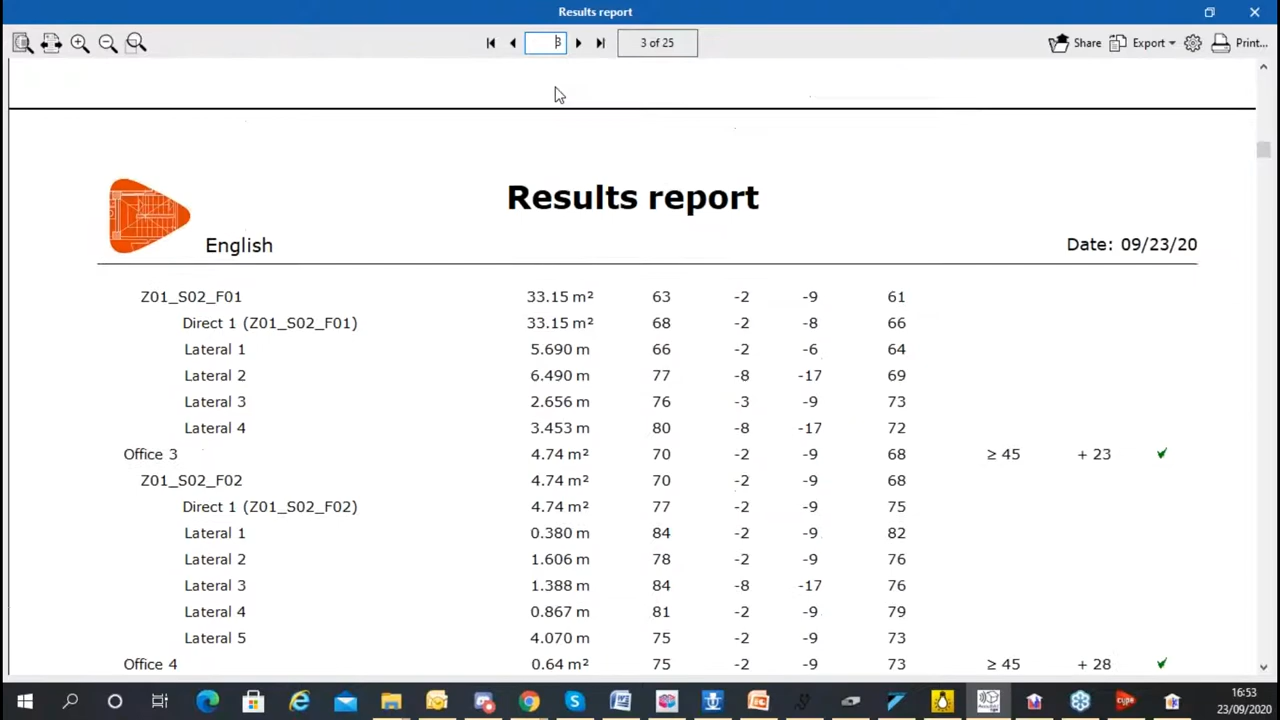 Results report
3
3 of 25
Share
Export
Print...
Results report
English
Date: 09/23/20
Z01_S02_F01 33.15 m² 63 -2 -9 61
Direct 1 (Z01_S02_F01) 33.15 m² 68 -2 -8 66
Lateral 1 5.690 m 66 -2 -6 64
Lateral 2 6.490 m 77 -8 -17 69
Lateral 3 2.656 m 76 -3 -9 73
Lateral 4 3.453 m 80 -8 -17 72
Office 3 4.74 m² 70 -2 -9 68 ≥ 45 + 23 ✓
Z01_S02_F02 4.74 m² 70 -2 -9 68
Direct 1 (Z01_S02_F02) 4.74 m² 77 -2 -9 75
Lateral 1 0.380 m 84 -2 -9 82
Lateral 2 1.606 m 78 -2 -9 76
Lateral 3 1.388 m 84 -8 -17 76
Lateral 4 0.867 m 81 -2 -9 79
Lateral 5 4.070 m 75 -2 -9 73
Office 4 0.64 m² 75 -2 -9 73 ≥ 45 + 28 ✓
16:53
23/09/2020